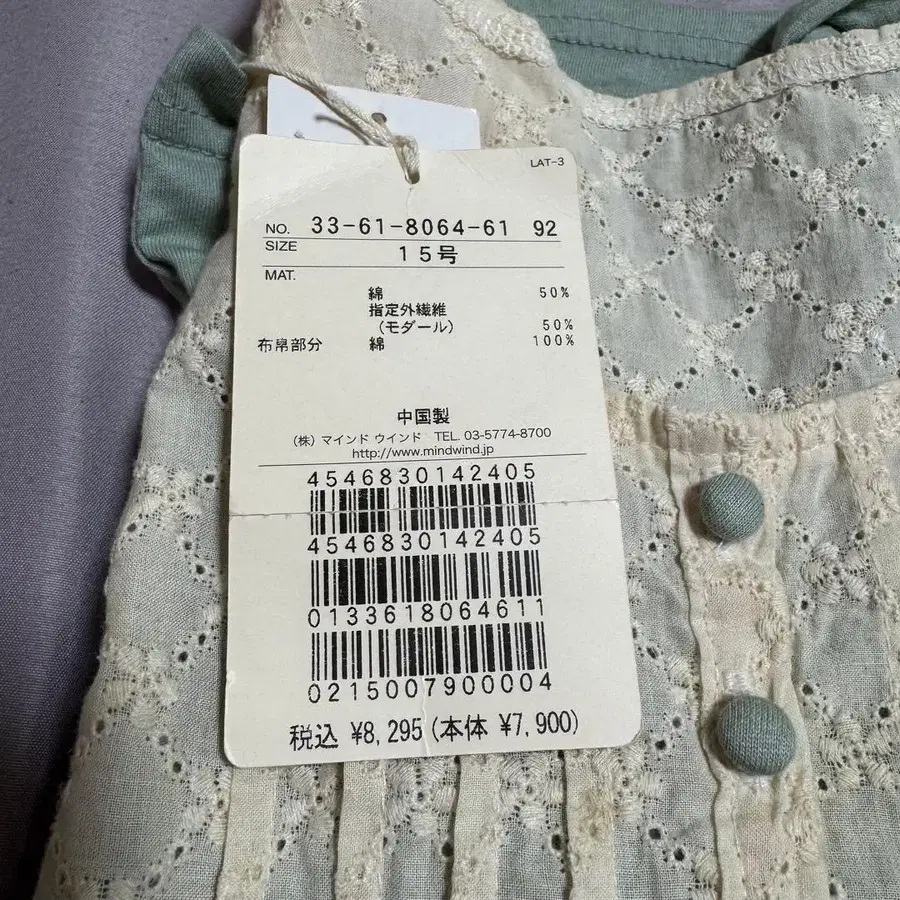 LAT-3
NO. 33-61-8064-61 92
SIZE 15号
MAT.
綿 50%
指定外繊維
(モダール) 50%
布帛部分 綿 100%
中国製
(株) マインド ウインド TEL. 03-5774-8700
http://www.mindwind.jp
4546830142405
4546830142405
0133618064611
0215007900004
税込 ¥8,295(本体 ¥7,900)